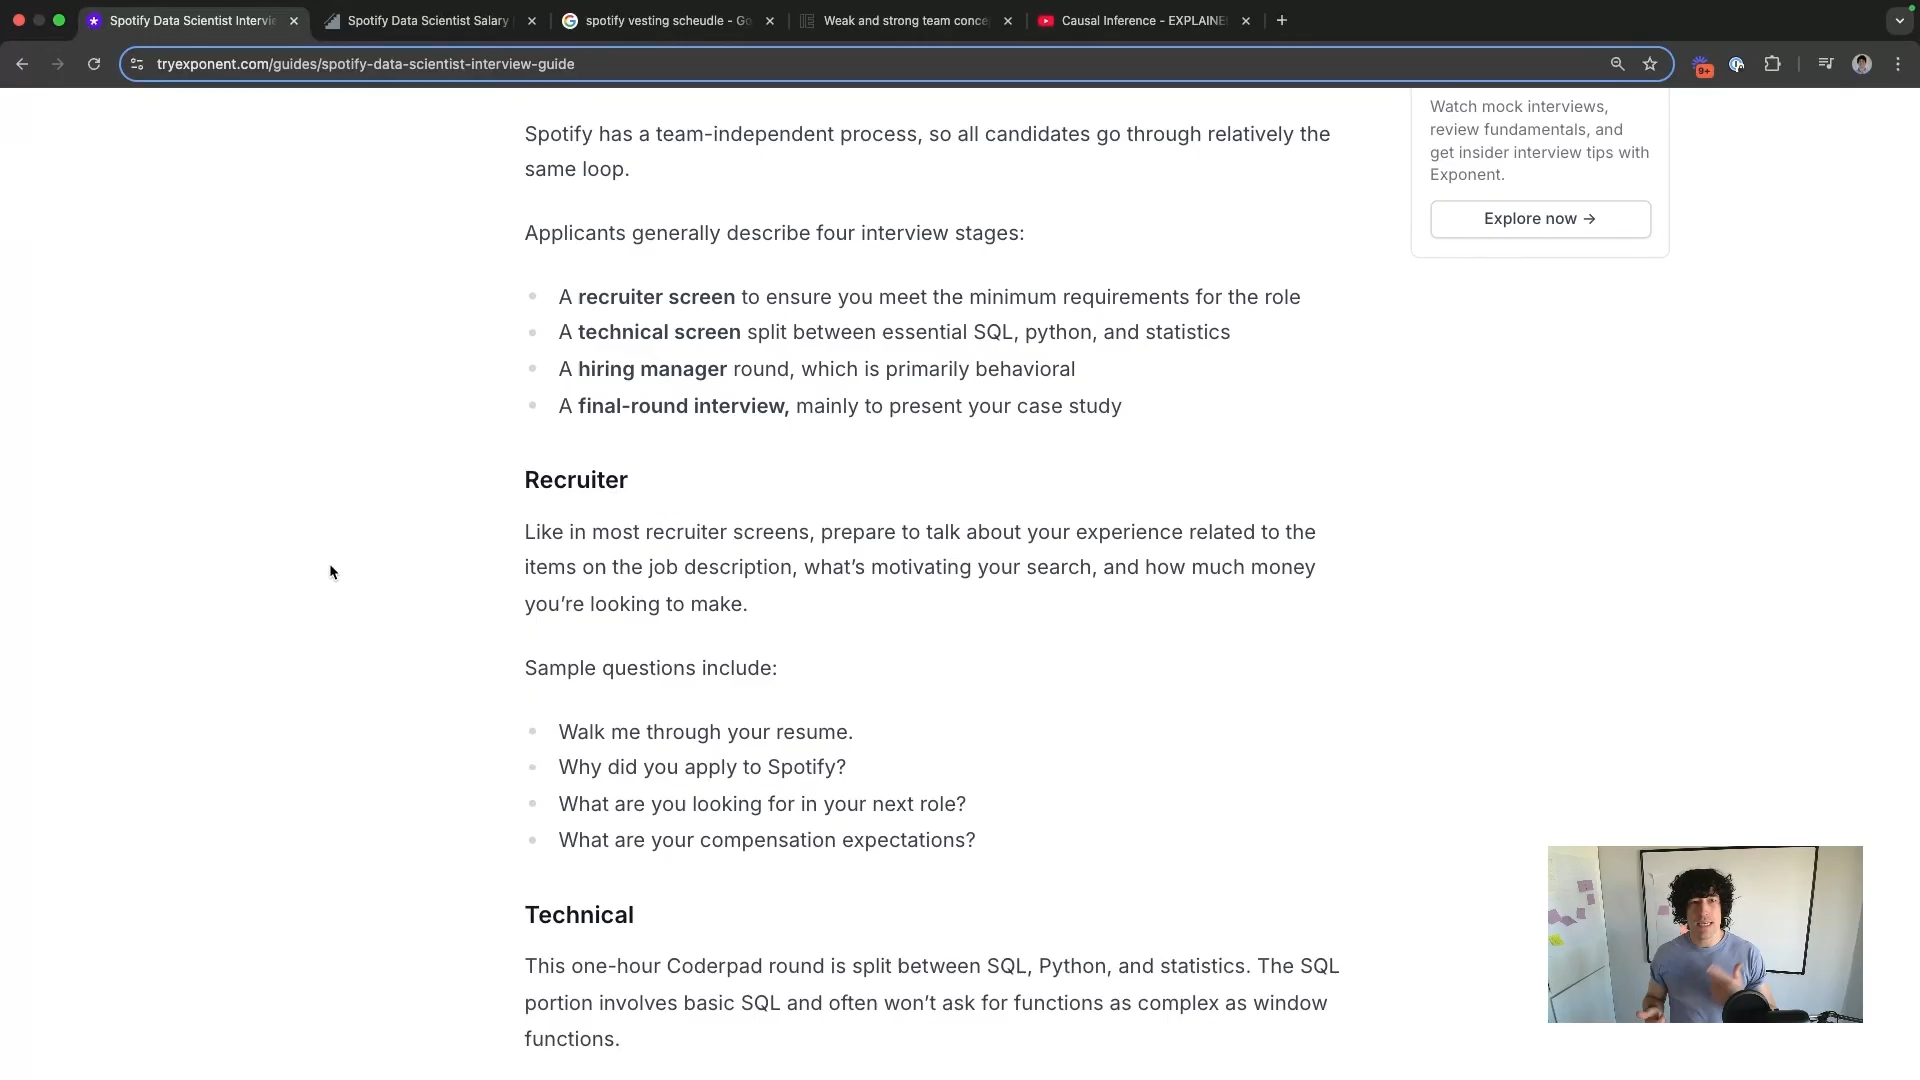 Spotify Data Scientist Intervie
Spotify Data Scientist Salary
spotify vesting scheudle - Go
Weak and strong team conce
Causal Inference - EXPLAINE
tryexponent.com/guides/spotify-data-scientist-interview-guide
9+
Watch mock interviews,
review fundamentals, and
get insider interview tips with
Exponent.
Explore now →
Spotify has a team-independent process, so all candidates go through relatively the
same loop.
Applicants generally describe four interview stages:
A recruiter screen to ensure you meet the minimum requirements for the role
A technical screen split between essential SQL, python, and statistics
A hiring manager round, which is primarily behavioral
A final-round interview, mainly to present your case study
Recruiter
Like in most recruiter screens, prepare to talk about your experience related to the
items on the job description, what’s motivating your search, and how much money
you’re looking to make.
Sample questions include:
Walk me through your resume.
Why did you apply to Spotify?
What are you looking for in your next role?
What are your compensation expectations?
Technical
This one-hour Coderpad round is split between SQL, Python, and statistics. The SQL
portion involves basic SQL and often won’t ask for functions as complex as window
functions.